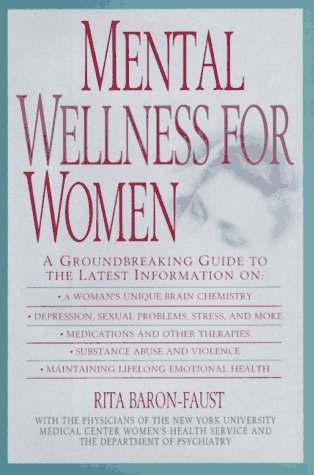 MENTAL
WELLNESS FOR
WOMEN
A GROUNDBREAKING GUIDE TO
THE LATEST INFORMATION ON:
• A WOMAN'S UNIQUE BRAIN CHEMISTRY
• DEPRESSION, SEXUAL PROBLEMS, STRESS, AND MORE
• MEDICATIONS AND OTHER THERAPIES
• SUBSTANCE ABUSE AND VIOLENCE
• MAINTAINING LIFELONG EMOTIONAL HEALTH
RITA BARON-FAUST
WITH THE PHYSICIANS OF THE NEW YORK UNIVERSITY
MEDICAL CENTER WOMEN'S HEALTH SERVICE AND
THE DEPARTMENT OF PSYCHIATRY